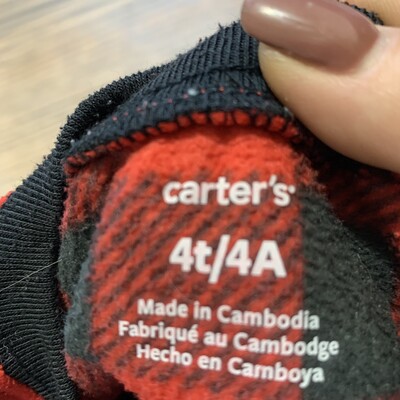 carter's
4t/4A
Made in Cambodia
Fabriqué au Cambodge
Hecho en Camboya